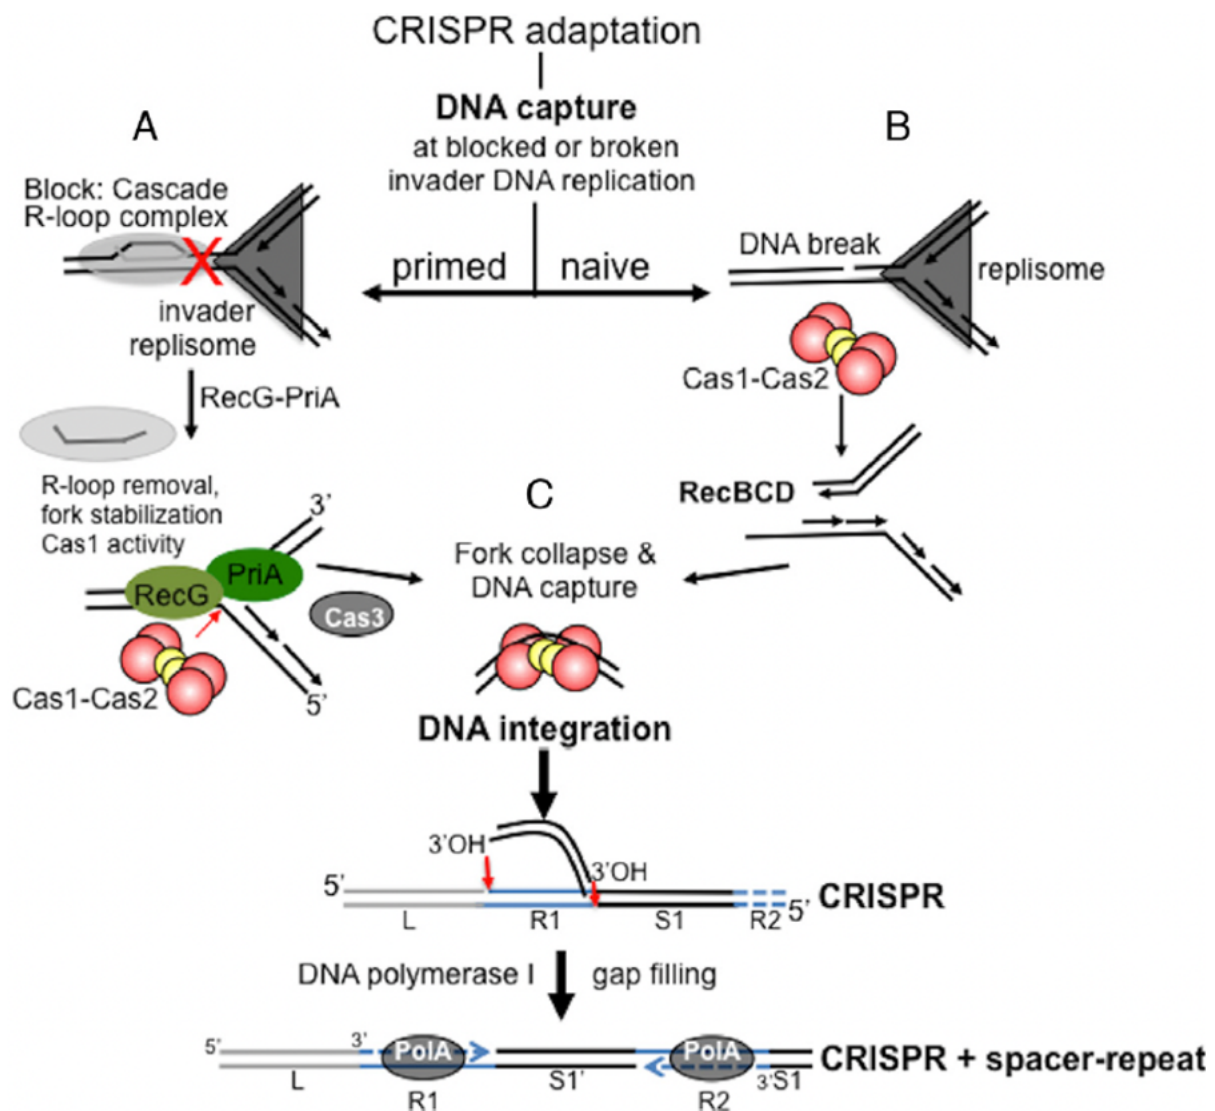 CRISPR adaptation
DNA capture
at blocked or broken
invader DNA replication
primed naive
A
Block: Cascade
R-loop complex
invader
replisome
RecG-PriA
R-loop removal,
fork stabilization
Cas1 activity
3’
PriA
RecG
Cas3
Cas1-Cas2
5’
B
DNA break
replisome
Cas1-Cas2
RecBCD
C
Fork collapse &
DNA capture
DNA integration
3’OH
3’OH
5’
CRISPR
5’
L R1 S1 R2
DNA polymerase I gap filling
5’ 3’
PolA PolA
CRISPR + spacer-repeat
L S1’ 3’S1
R1 R2